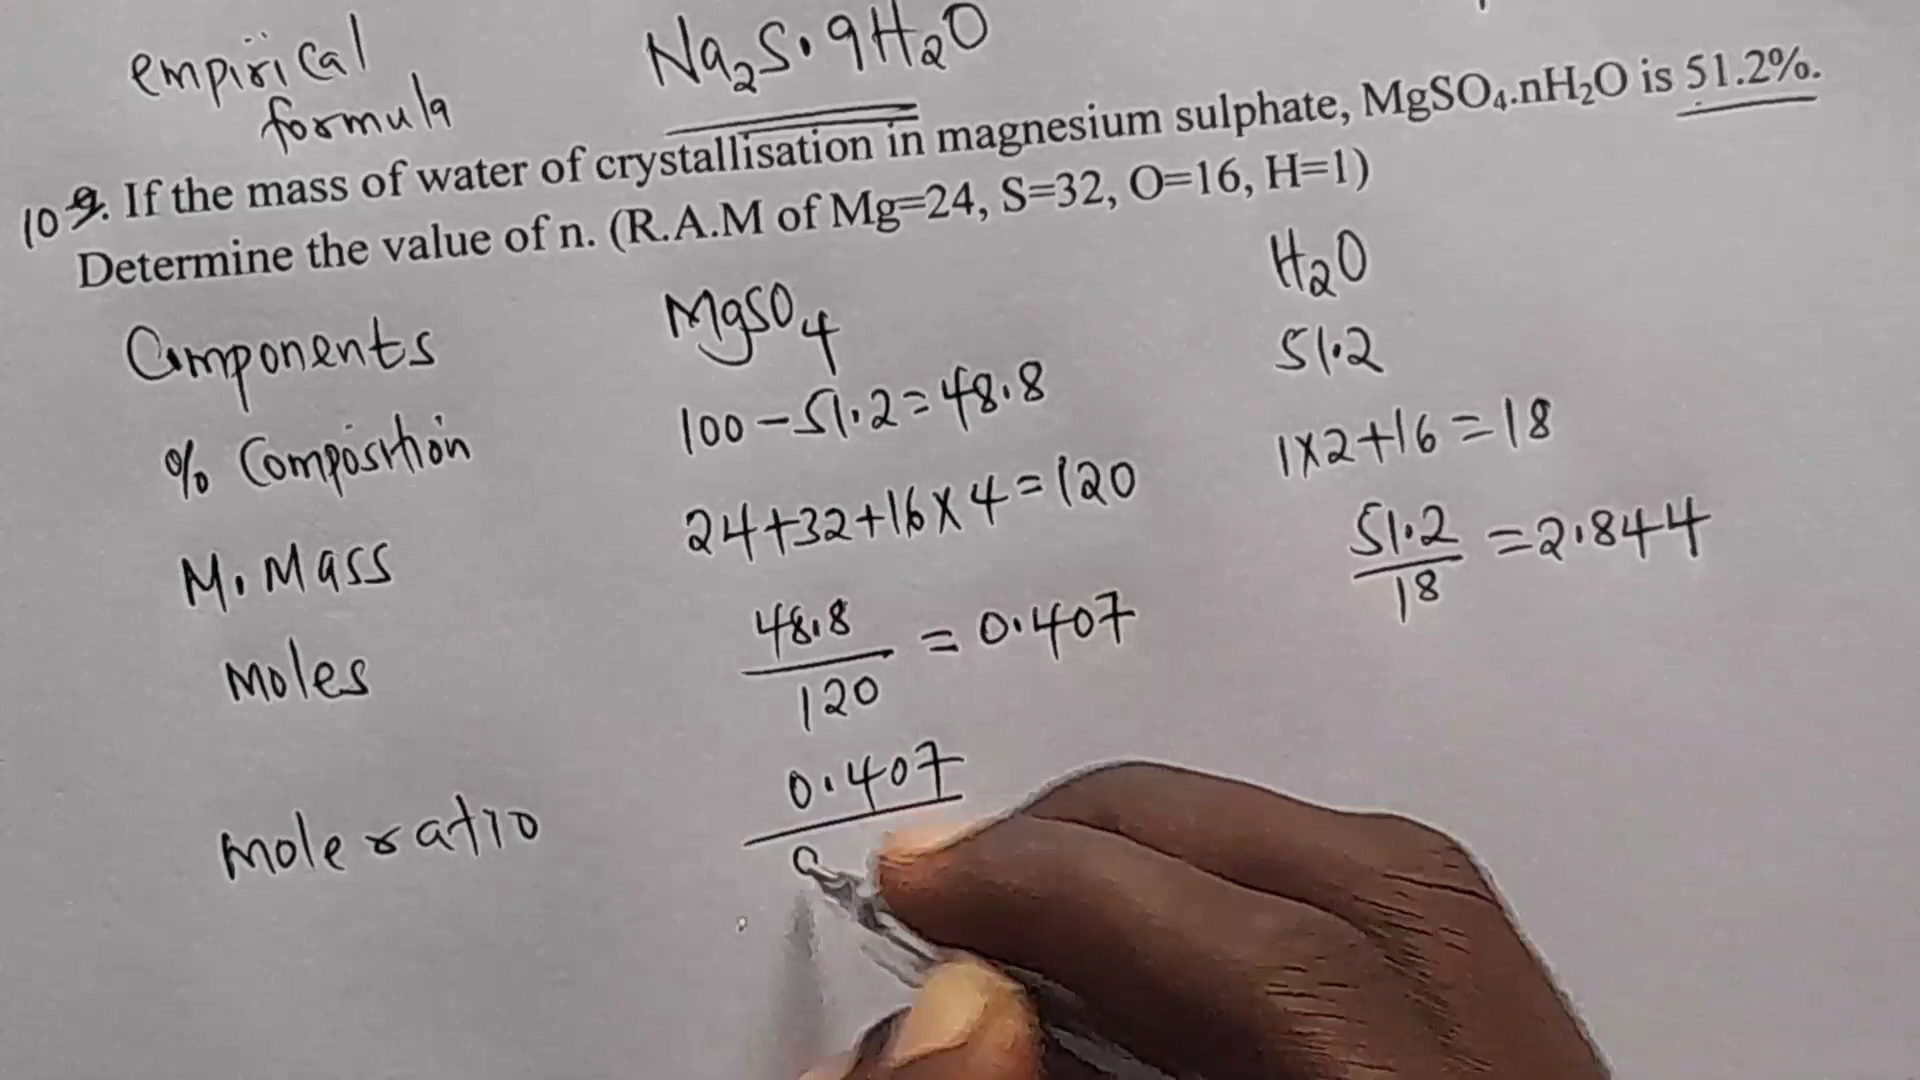 empirical
formula
Na₂S·9H₂O
10 9. If the mass of water of crystallisation in magnesium sulphate, MgSO₄.nH₂O is 51.2%.
Determine the value of n. (R.A.M of Mg=24, S=32, O=16, H=1)
Components MgSO₄ H₂O
% Composition 100 - 51.2 = 48.8 51.2
M. Mass 24+32+16×4=120 1×2+16=18
Moles 48.8/120 = 0.407 51.2/18 = 2.844
Mole ratio 0.407